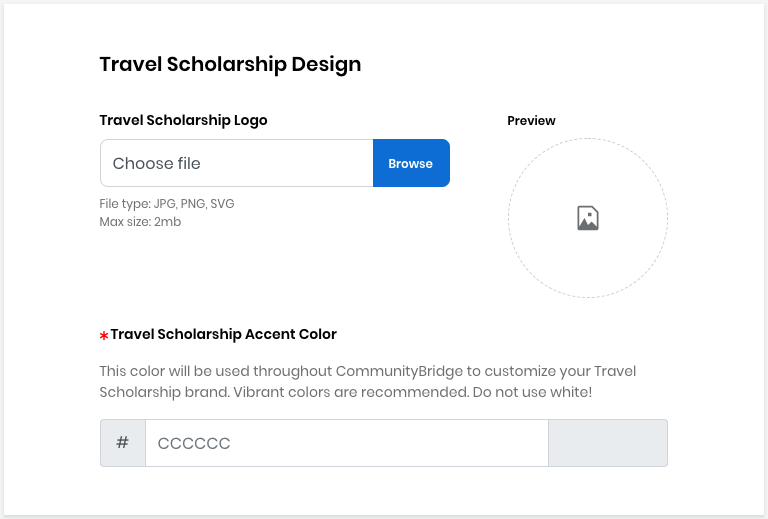 Travel Scholarship Design
Travel Scholarship Logo
Preview
Choose file
Browse
File type: JPG, PNG, SVG
Max size: 2mb
*Travel Scholarship Accent Color
This color will be used throughout CommunityBridge to customize your Travel
Scholarship brand. Vibrant colors are recommended. Do not use white!
# CCCCCC